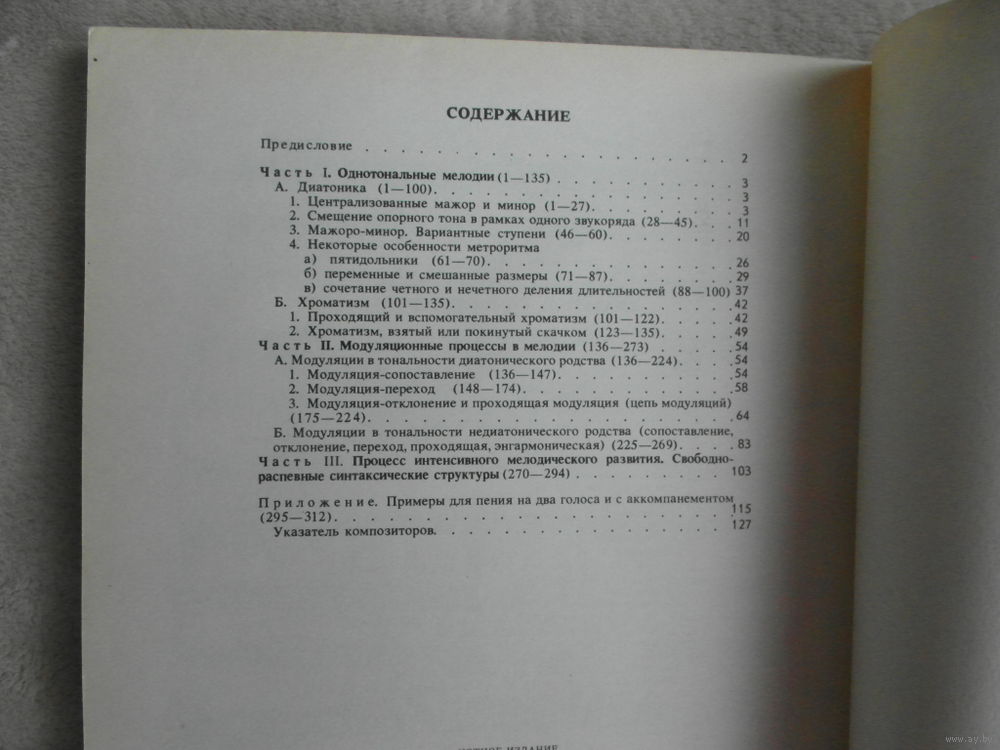 СОДЕРЖАНИЕ
Предисловие . . . . . . . . . . . . . . . . . . . . 2
Часть I. Однотональные мелодии (1—135) . . . . . . . . . 3
А. Диатоника (1—100). . . . . . . . . . . . . . . . 3
1. Централизованные мажор и минор (1—27). . . . . . . . 3
2. Смещение опорного тона в рамках одного звукоряда (28—45). . . 11
3. Мажоро-минор. Вариантные ступени (46—60). . . . . . . 20
4. Некоторые особенности метроритма
а) пятидольники (61—70). . . . . . . . . . . . . 26
б) переменные и смешанные размеры (71—87). . . . . . . 29
в) сочетание четного и нечетного деления длительностей (88—100) 37
Б. Хроматизм (101—135). . . . . . . . . . . . . . . 42
1. Проходящий и вспомогательный хроматизм (101—122). . . . . 42
2. Хроматизм, взятый или покинутый скачком (123—135). . . . . 49
Часть II. Модуляционные процессы в мелодии (136—273) . . . . . 54
А. Модуляции в тональности диатонического родства (136—224). . . . 54
1. Модуляция-сопоставление (136—147). . . . . . . . . . 54
2. Модуляция-переход (148—174). . . . . . . . . . . . 58
3. Модуляция-отклонение и проходящая модуляция (цепь модуляций)
(175—224). . . . . . . . . . . . . . . . . . . 64
Б. Модуляции в тональности недиатонического родства (сопоставление,
отклонение, переход, проходящая, энгармоническая) (225—269). . . . 83
Часть III. Процесс интенсивного мелодического развития. Свободно-
распевные синтаксические структуры (270—294) . . . . . . . . 103
Приложение. Примеры для пения на два голоса и с аккомпанементом
(295—312). . . . . . . . . . . . . . . . . . . . 115
Указатель композиторов. . . . . . . . . . . . . . . . 127
НОТНОЕ ИЗДАНИЕ
www.ay.by